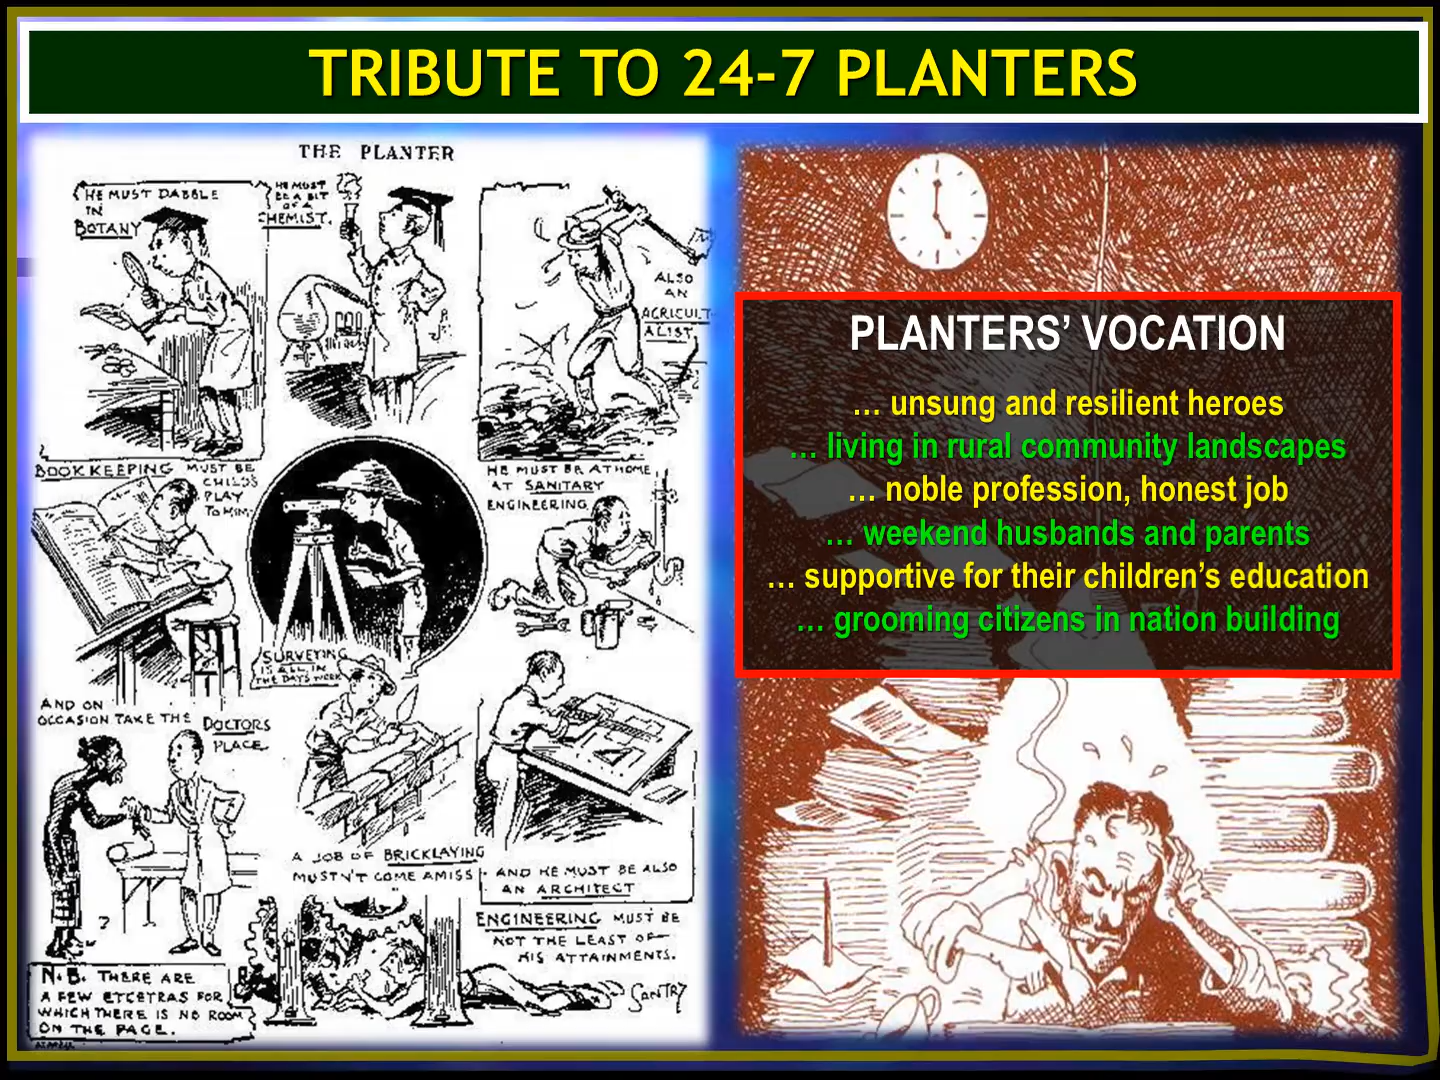 TRIBUTE TO 24-7 PLANTERS
THE PLANTER
HE MUST DABBLE
IN
BOTANY
HE MUST
BE A BIT
OF A
CHEMIST.
ALSO
AN
AGRICULT
ALIST
BOOKKEEPING MUST BE
CHILD'S
PLAY
TO HIM
SURVEYING
IS ALL IN
THE DAYS WORK
HE MUST BE AT HOME
AT SANITARY
ENGINEERING
AND ON
OCCASION TAKE THE DOCTORS
PLACE
?
A JOB OF BRICKLAYING
MUSTN'T COME AMISS
AND HE MUST BE ALSO
AN ARCHITECT
ENGINEERING MUST BE
NOT THE LEAST OF
HIS ATTAINMENTS.
SANTRY
N.B. THERE ARE
A FEW ETCETRAS FOR
WHICH THERE IS NO ROOM
ON THE PAGE.
PLANTERS’ VOCATION
… unsung and resilient heroes
… living in rural community landscapes
… noble profession, honest job
… weekend husbands and parents
… supportive for their children’s education
… grooming citizens in nation building